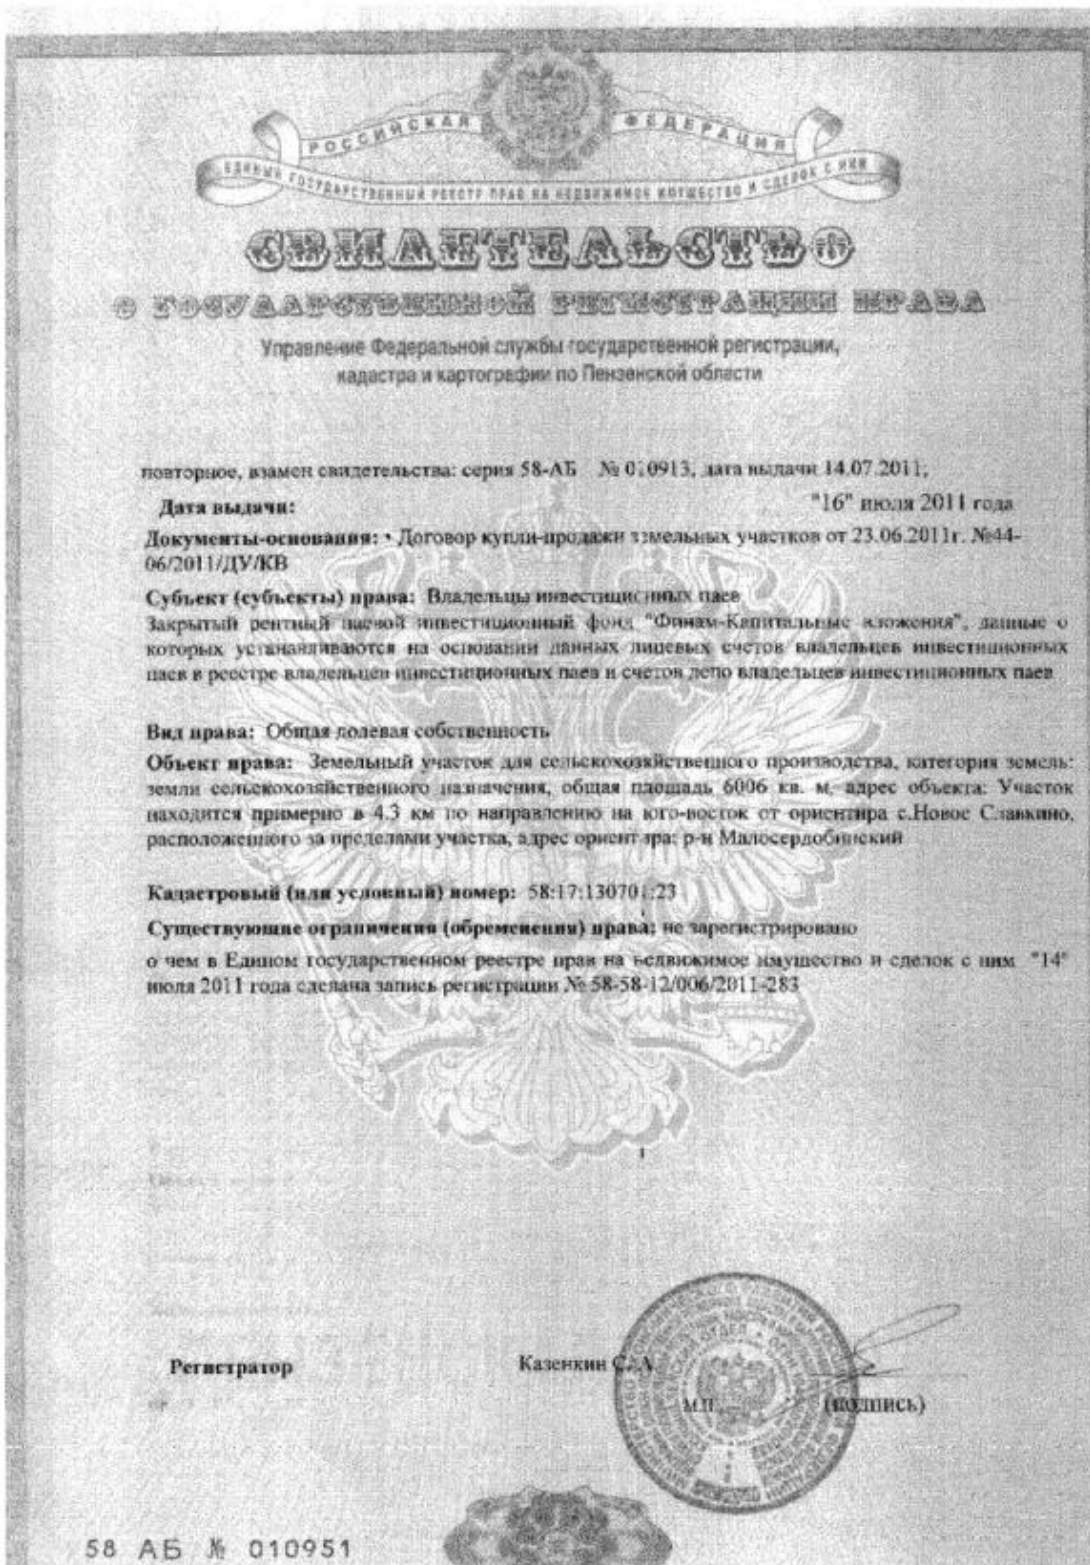 РОССИЙСКАЯ ФЕДЕРАЦИЯ
ЕДИНЫЙ ГОСУДАРСТВЕННЫЙ РЕЕСТР ПРАВ НА НЕДВИЖИМОЕ ИМУЩЕСТВО И СДЕЛОК С НИМ
СВИДЕТЕЛЬСТВО
О ГОСУДАРСТВЕННОЙ РЕГИСТРАЦИИ ПРАВА
Управление Федеральной службы государственной регистрации,
кадастра и картографии по Пензенской области
повторное, взамен свидетельства: серия 58-АБ № 010913, дата выдачи 14.07.2011;
Дата выдачи: "16" июля 2011 года
Документы-основания: • Договор купли-продажи земельных участков от 23.06.2011г. №44-
06/2011/ДУ/КВ
Субъект (субъекты) права: Владельцы инвестиционных паев
Закрытый рентный паевой инвестиционный фонд "Финам-Капитальные вложения", данные о
которых устанавливаются на основании данных лицевых счетов владельцев инвестиционных
паев в реестре владельцев инвестиционных паев и счетов депо владельцев инвестиционных паев
Вид права: Общая долевая собственность
Объект права: Земельный участок для сельскохозяйственного производства, категория земель:
земли сельскохозяйственного назначения, общая площадь 6006 кв. м, адрес объекта: Участок
находится примерно в 4.3 км по направлению на юго-восток от ориентира с.Новое Славкино,
расположенного за пределами участка, адрес ориентира: р-н Малосердобинский
Кадастровый (или условный) номер: 58:17:130701:23
Существующие ограничения (обременения) права: не зарегистрировано
о чем в Едином государственном реестре прав на недвижимое имущество и сделок с ним "14"
июля 2011 года сделана запись регистрации № 58-58-12/006/2011-283
Регистратор Казенкин С. А.
М.П. (подпись)
58 АБ № 010951